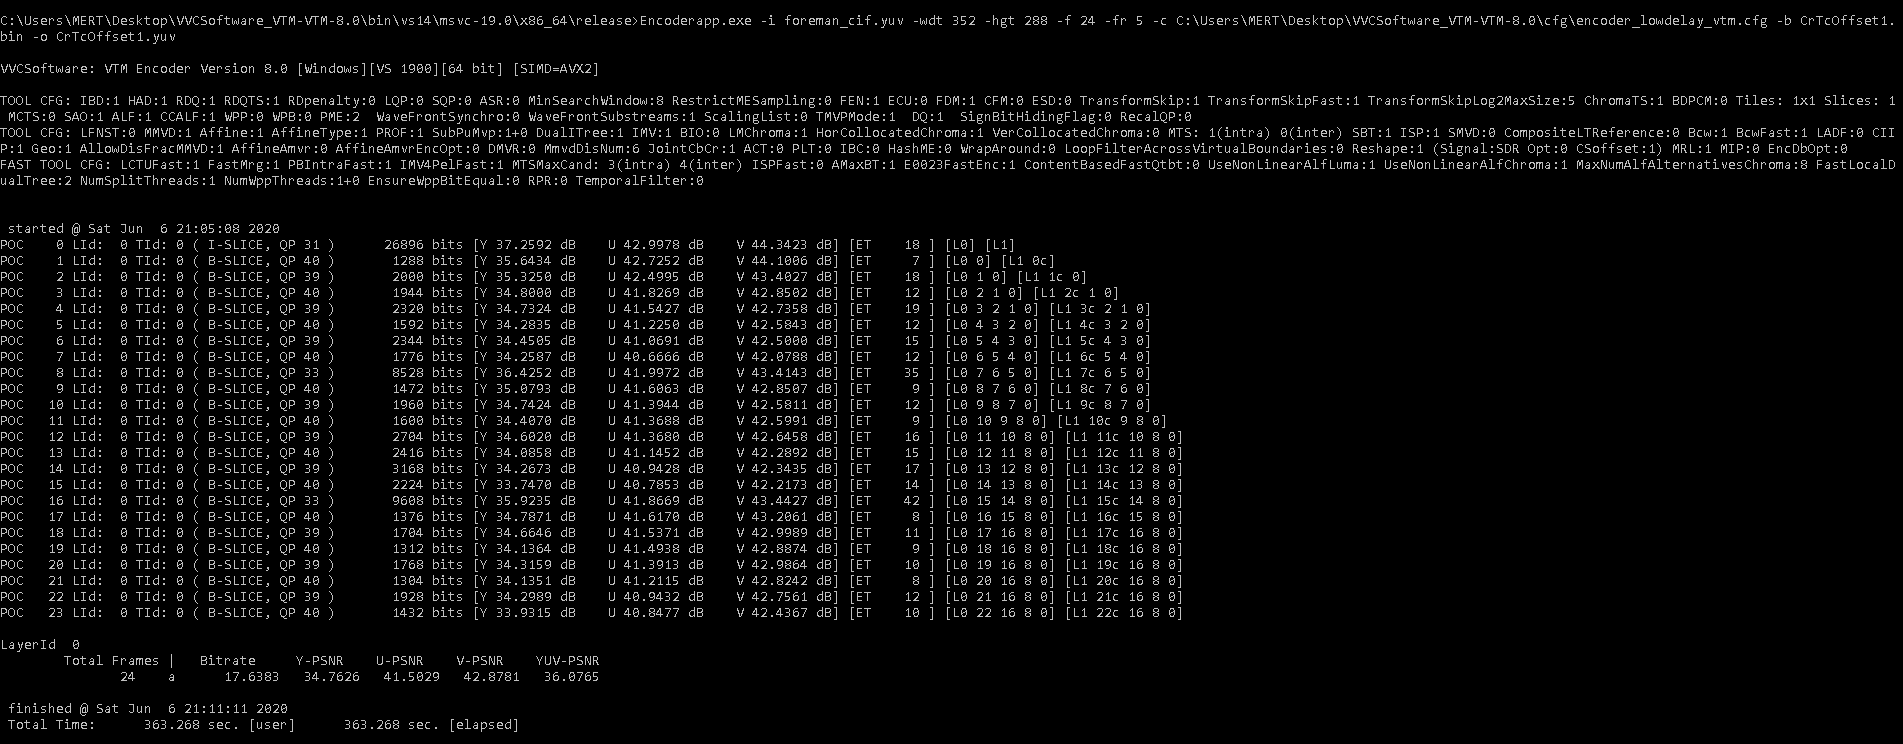 C:\Users\MERT\Desktop\VVCSoftware_VTM-VTM-8.0\bin\vs14\msvc-19.0\x86_64\release>Encoderapp.exe -i foreman_cif.yuv -wdt 352 -hgt 288 -f 24 -fr 5 -c C:\Users\MERT\Desktop\VVCSoftware_VTM-VTM-8.0\cfg\encoder_lowdelay_vtm.cfg -b CrTcOffset1.
bin -o CrTcOffset1.yuv
VVCSoftware: VTM Encoder Version 8.0 [Windows][VS 1900][64 bit] [SIMD=AVX2]
TOOL CFG: IBD:1 HAD:1 RDQ:1 RDQTS:1 RDpenalty:0 LQP:0 SQP:0 ASR:0 MinSearchWindow:8 RestrictMESampling:0 FEN:1 ECU:0 FDM:1 CFM:0 ESD:0 TransformSkip:1 TransformSkipFast:1 TransformSkipLog2MaxSize:5 ChromaTS:1 BDPCM:0 Tiles: 1x1 Slices: 1
MCTS:0 SAO:1 ALF:1 CCALF:1 WPP:0 WPB:0 PME:2 WaveFrontSynchro:0 WaveFrontSubstreams:1 ScalingList:0 TMVPMode:1 DQ:1 SignBitHidingFlag:0 RecalQP:0
TOOL CFG: LFNST:0 MMVD:1 Affine:1 AffineType:1 PROF:1 SubPuMvp:1+0 DualITree:1 IMV:1 BIO:0 LMChroma:1 HorCollocatedChroma:1 VerCollocatedChroma:0 MTS: 1(intra) 0(inter) SBT:1 ISP:1 SMVD:0 CompositeLTReference:0 Bcw:1 BcwFast:1 LADF:0 CII
P:1 Geo:1 AllowDisFracMMVD:1 AffineAmvr:0 AffineAmvrEncOpt:0 DMVR:0 MmvdDisNum:6 JointCbCr:1 ACT:0 PLT:0 IBC:0 HashME:0 WrapAround:0 LoopFilterAcrossVirtualBoundaries:0 Reshape:1 (Signal:SDR Opt:0 CSoffset:1) MRL:1 MIP:0 EncDbOpt:0
FAST TOOL CFG: LCTUFast:1 FastMrg:1 PBIntraFast:1 IMV4PelFast:1 MTSMaxCand: 3(intra) 4(inter) ISPFast:0 AMaxBT:1 E0023FastEnc:1 ContentBasedFastQtbt:0 UseNonLinearAlfLuma:1 UseNonLinearAlfChroma:1 MaxNumAlfAlternativesChroma:8 FastLocalD
ualTree:2 NumSplitThreads:1 NumWppThreads:1+0 EnsureWppBitEqual:0 RPR:0 TemporalFilter:0
started @ Sat Jun 6 21:05:08 2020
POC 0 LId: 0 TId: 0 ( I-SLICE, QP 31 ) 26896 bits [Y 37.2592 dB U 42.9978 dB V 44.3423 dB] [ET 18 ] [L0] [L1]
POC 1 LId: 0 TId: 0 ( B-SLICE, QP 40 ) 1288 bits [Y 35.6434 dB U 42.7252 dB V 44.1006 dB] [ET 7 ] [L0 0] [L1 0c]
POC 2 LId: 0 TId: 0 ( B-SLICE, QP 39 ) 2000 bits [Y 35.3250 dB U 42.4995 dB V 43.4027 dB] [ET 18 ] [L0 1 0] [L1 1c 0]
POC 3 LId: 0 TId: 0 ( B-SLICE, QP 40 ) 1944 bits [Y 34.8000 dB U 41.8269 dB V 42.8502 dB] [ET 12 ] [L0 2 1 0] [L1 2c 1 0]
POC 4 LId: 0 TId: 0 ( B-SLICE, QP 39 ) 2320 bits [Y 34.7324 dB U 41.5427 dB V 42.7358 dB] [ET 19 ] [L0 3 2 1 0] [L1 3c 2 1 0]
POC 5 LId: 0 TId: 0 ( B-SLICE, QP 40 ) 1592 bits [Y 34.2835 dB U 41.2250 dB V 42.5843 dB] [ET 12 ] [L0 4 3 2 0] [L1 4c 3 2 0]
POC 6 LId: 0 TId: 0 ( B-SLICE, QP 39 ) 2344 bits [Y 34.4505 dB U 41.0691 dB V 42.5000 dB] [ET 15 ] [L0 5 4 3 0] [L1 5c 4 3 0]
POC 7 LId: 0 TId: 0 ( B-SLICE, QP 40 ) 1776 bits [Y 34.2587 dB U 40.6666 dB V 42.0788 dB] [ET 12 ] [L0 6 5 4 0] [L1 6c 5 4 0]
POC 8 LId: 0 TId: 0 ( B-SLICE, QP 33 ) 8528 bits [Y 36.4252 dB U 41.9972 dB V 43.4143 dB] [ET 35 ] [L0 7 6 5 0] [L1 7c 6 5 0]
POC 9 LId: 0 TId: 0 ( B-SLICE, QP 40 ) 1472 bits [Y 35.0793 dB U 41.6063 dB V 42.8507 dB] [ET 9 ] [L0 8 7 6 0] [L1 8c 7 6 0]
POC 10 LId: 0 TId: 0 ( B-SLICE, QP 39 ) 1960 bits [Y 34.7424 dB U 41.3944 dB V 42.5811 dB] [ET 12 ] [L0 9 8 7 0] [L1 9c 8 7 0]
POC 11 LId: 0 TId: 0 ( B-SLICE, QP 40 ) 1600 bits [Y 34.4070 dB U 41.3688 dB V 42.5991 dB] [ET 9 ] [L0 10 9 8 0] [L1 10c 9 8 0]
POC 12 LId: 0 TId: 0 ( B-SLICE, QP 39 ) 2704 bits [Y 34.6020 dB U 41.3680 dB V 42.6458 dB] [ET 16 ] [L0 11 10 8 0] [L1 11c 10 8 0]
POC 13 LId: 0 TId: 0 ( B-SLICE, QP 40 ) 2416 bits [Y 34.0858 dB U 41.1452 dB V 42.2892 dB] [ET 15 ] [L0 12 11 8 0] [L1 12c 11 8 0]
POC 14 LId: 0 TId: 0 ( B-SLICE, QP 39 ) 3168 bits [Y 34.2673 dB U 40.9428 dB V 42.3435 dB] [ET 17 ] [L0 13 12 8 0] [L1 13c 12 8 0]
POC 15 LId: 0 TId: 0 ( B-SLICE, QP 40 ) 2224 bits [Y 33.7470 dB U 40.7853 dB V 42.2173 dB] [ET 14 ] [L0 14 13 8 0] [L1 14c 13 8 0]
POC 16 LId: 0 TId: 0 ( B-SLICE, QP 33 ) 9608 bits [Y 35.9235 dB U 41.8669 dB V 43.4427 dB] [ET 42 ] [L0 15 14 8 0] [L1 15c 14 8 0]
POC 17 LId: 0 TId: 0 ( B-SLICE, QP 40 ) 1376 bits [Y 34.7871 dB U 41.6170 dB V 43.2061 dB] [ET 8 ] [L0 16 15 8 0] [L1 16c 15 8 0]
POC 18 LId: 0 TId: 0 ( B-SLICE, QP 39 ) 1704 bits [Y 34.6646 dB U 41.5371 dB V 42.9989 dB] [ET 11 ] [L0 17 16 8 0] [L1 17c 16 8 0]
POC 19 LId: 0 TId: 0 ( B-SLICE, QP 40 ) 1312 bits [Y 34.1364 dB U 41.4938 dB V 42.8874 dB] [ET 9 ] [L0 18 16 8 0] [L1 18c 16 8 0]
POC 20 LId: 0 TId: 0 ( B-SLICE, QP 39 ) 1768 bits [Y 34.3159 dB U 41.3913 dB V 42.9864 dB] [ET 10 ] [L0 19 16 8 0] [L1 19c 16 8 0]
POC 21 LId: 0 TId: 0 ( B-SLICE, QP 40 ) 1304 bits [Y 34.1351 dB U 41.2115 dB V 42.8242 dB] [ET 8 ] [L0 20 16 8 0] [L1 20c 16 8 0]
POC 22 LId: 0 TId: 0 ( B-SLICE, QP 39 ) 1928 bits [Y 34.2989 dB U 40.9432 dB V 42.7561 dB] [ET 12 ] [L0 21 16 8 0] [L1 21c 16 8 0]
POC 23 LId: 0 TId: 0 ( B-SLICE, QP 40 ) 1432 bits [Y 33.9315 dB U 40.8477 dB V 42.4367 dB] [ET 10 ] [L0 22 16 8 0] [L1 22c 16 8 0]
LayerId 0
Total Frames | Bitrate Y-PSNR U-PSNR V-PSNR YUV-PSNR
24 a 17.6383 34.7626 41.5029 42.8781 36.0765
finished @ Sat Jun 6 21:11:11 2020
Total Time: 363.268 sec. [user] 363.268 sec. [elapsed]